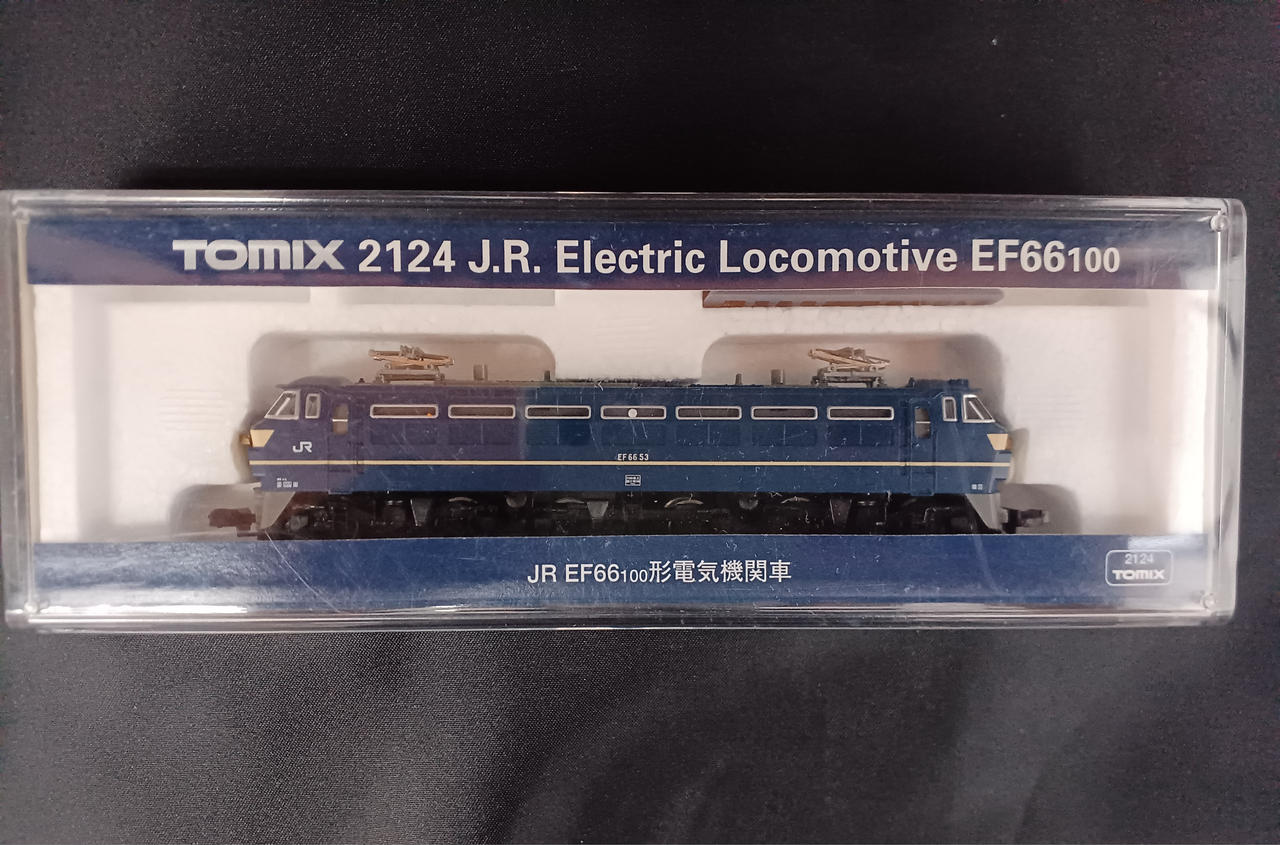 TOMIX 2124 J.R. Electric Locomotive EF66100
JR
EF66 53
JR EF66100形電気機関車
2124
TOMIX